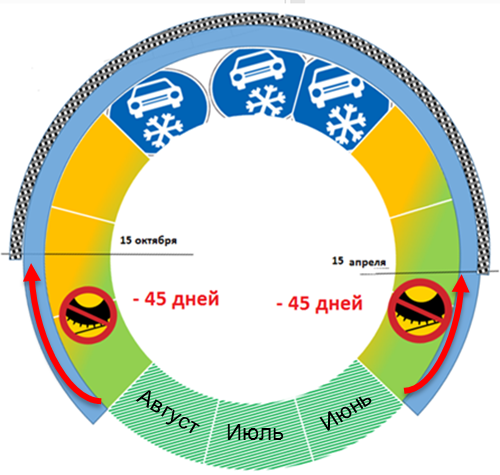 15 октября
15 апреля
- 45 дней
- 45 дней
Август
Июль
Июнь